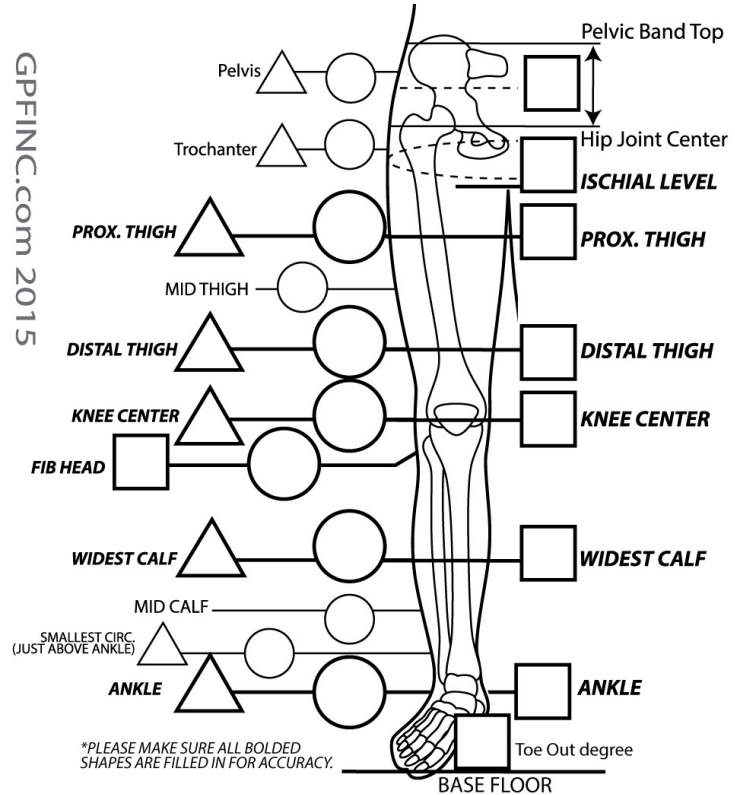 Pelvic Band Top
Pelvis
Hip Joint Center
Trochanter
ISCHIAL LEVEL
PROX. THIGH
PROX. THIGH
MID THIGH
DISTAL THIGH
DISTAL THIGH
KNEE CENTER
KNEE CENTER
FIB HEAD
WIDEST CALF
WIDEST CALF
MID CALF
SMALLEST CIRC.
(JUST ABOVE ANKLE)
ANKLE
ANKLE
*PLEASE MAKE SURE ALL BOLDED
SHAPES ARE FILLED IN FOR ACCURACY.
Toe Out degree
BASE FLOOR
GPFINC.com 2015